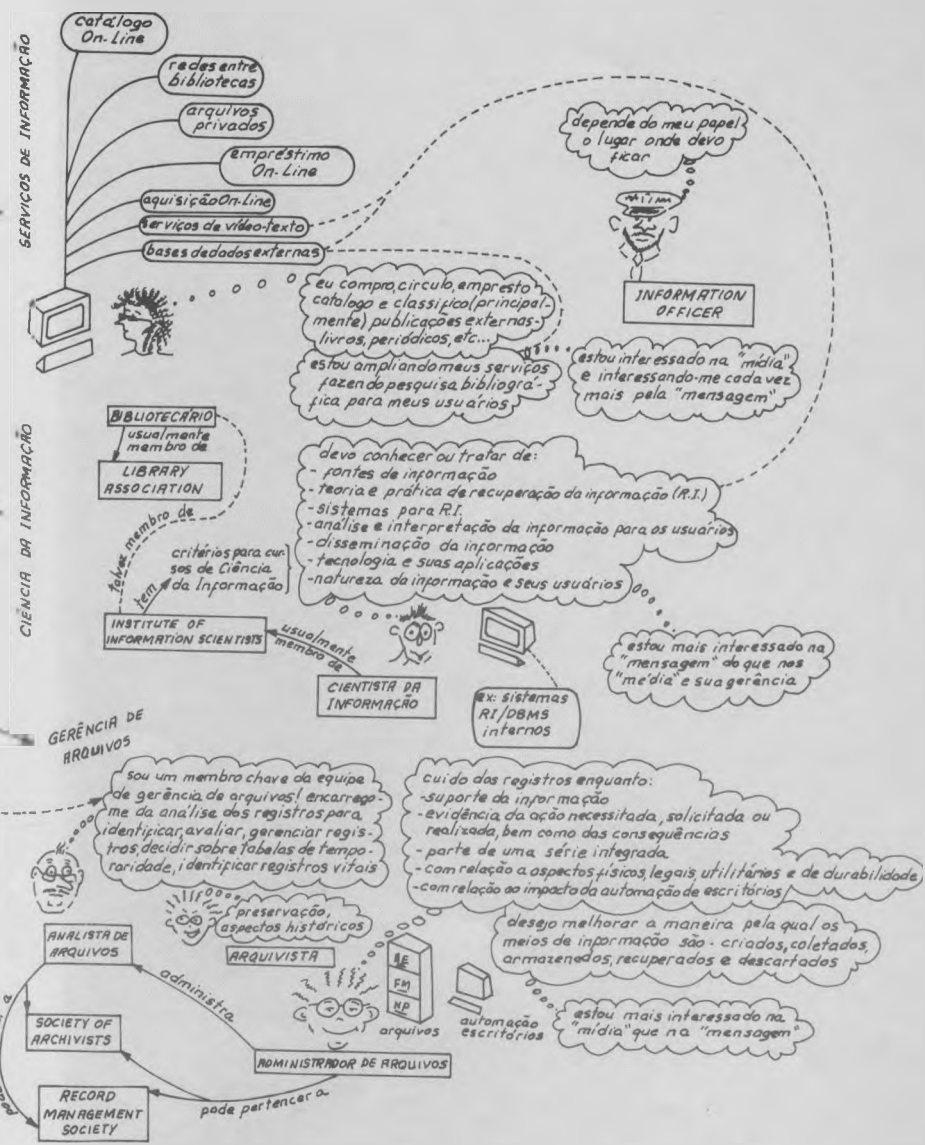 SERVIÇOS DE INFORMAÇÃO
catálogo
On-Line
redes entre
bibliotecas
arquivos
privados
empréstimo
On-Line
aquisição On-Line
serviços de vídeo-texto
bases de dados externas
depende do meu papel
o lugar onde devo
ficar
INFORMATION
OFFICER
eu compro, circulo, empresto
catalogo e classifico (principal-
mente) publicações externas-
livros, periódicos, etc...
estou ampliando meus serviços
fazendo pesquisa bibliográ-
fica para meus usuários
estou interessado na "mídia"
e interessando-me cada vez
mais pela "mensagem"
CIENCIA DA INFORMAÇÃO
BIBLIOTECÁRIO
usualmente
membro de
LIBRARY
ASSOCIATION
talvez membro de
tem
critérios para cur-
sos de Ciência
da Informação
INSTITUTE OF
INFORMATION SCIENTISTS
usualmente
membro de
CIENTISTA DA
INFORMAÇÃO
devo conhecer ou tratar de:
- fontes de informação
- teoria e prática de recuperação da informação (R.I.)
- sistemas para R.I.
- análise e interpretação da informação para os usuários
- disseminação da informação
- tecnologia e suas aplicações
- natureza da informação e seus usuários
ex: sistemas
RI/DBMS
internos
estou mais interessado na
"mensagem" do que nos
"média" e sua gerência
GERÊNCIA DE
ARQUIVOS
sou um membro chave da equipe
de gerência de arquivos! encarrego-
me da análise dos registros para
identificar, avaliar, gerenciar regis-
tros, decidir sobre tabelas de tempo-
raridade, identificar registros vitais
cuido dos registros enquanto:
- suporte da informação
- evidência da ação necessitada, solicitada ou
realizada, bem como das consequências
- parte de uma série integrada
- com relação a aspectos físicos, legais, utilitários e de durabilidade
- com relação ao impacto da automação de escritórios
preservação,
aspectos históricos
ARQUIVISTA
desejo melhorar a maneira pela qual os
meios de informação são - criados, coletados,
armazenados, recuperados e descartados
ANALISTA DE
ARQUIVOS
administra
AE
FM
NP
arquivos
automação
escritórios
estou mais interessado na
"mídia" que na "mensagem"
SOCIETY OF
ARCHIVISTS
ADMINISTRADOR DE ARQUIVOS
pode pertencer a
RECORD
MANAGEMENT
SOCIETY